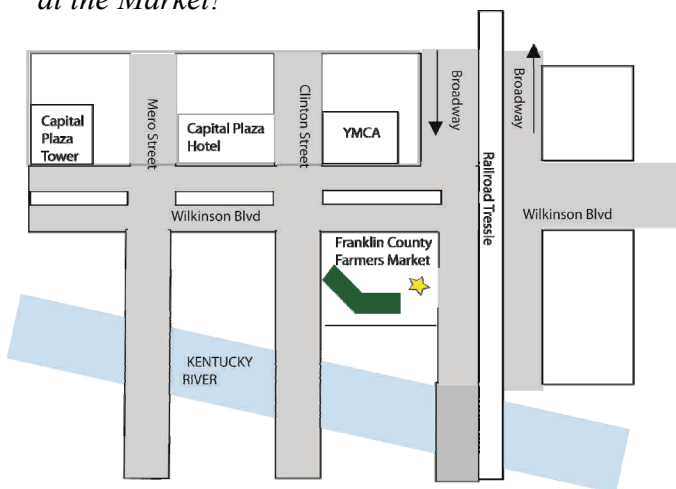 at the Market!
Capital
Plaza
Tower
Mero Street
Capital Plaza
Hotel
Clinton Street
YMCA
Broadway
Railroad Tressle
Broadway
Wilkinson Blvd
Wilkinson Blvd
Franklin County
Farmers Market
KENTUCKY
RIVER